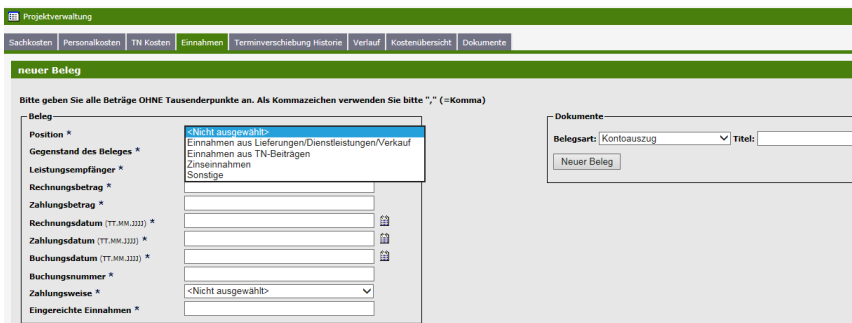 Projektverwaltung
Sachkosten Personalkosten TN Kosten Einnahmen Terminverschiebung Historie Verlauf Kostenübersicht Dokumente
neuer Beleg
Bitte geben Sie alle Beträge OHNE Tausenderpunkte an. Als Kommazeichen verwenden Sie bitte "," (=Komma)
Beleg
Position *
<Nicht ausgewählt>
Einnahmen aus Lieferungen/Dienstleistungen/Verkauf
Einnahmen aus TN-Beiträgen
Zinseinnahmen
Sonstige
Gegenstand des Beleges *
Leistungsempfänger *
Rechnungsbetrag *
Zahlungsbetrag *
Rechnungsdatum (TT.MM.JJJJ) *
Zahlungsdatum (TT.MM.JJJJ) *
Buchungsdatum (TT.MM.JJJJ) *
Buchungsnummer *
Zahlungsweise * <Nicht ausgewählt>
Eingereichte Einnahmen *
Dokumente
Belegsart: Kontoauszug Titel:
Neuer Beleg